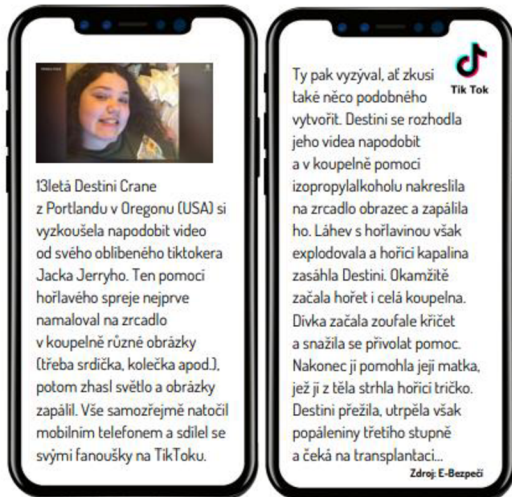 13letá Destini Crane
z Portlandu v Oregonu (USA) si
vyzkoušela napodobit video
od svého oblíbeného tiktokera
Jacka Jerryho. Ten pomocí
hořlavého spreje nejprve
namaloval na zrcadlo
v koupelně různé obrázky
(třeba srdíčka, kolečka apod.),
potom zhasl světlo a obrázky
zapálil. Vše samozřejmě natočil
mobilním telefonem a sdílel se
svými fanoušky na TikToku.
Tik Tok
Ty pak vyzýval, ať zkusí
také něco podobného
vytvořit. Destini se rozhodla
jeho videa napodobit
a v koupelně pomocí
izopropylalkoholu nakreslila
na zrcadlo obrazec a zapálila
ho. Láhev s hořlavinou však
explodovala a hořící kapalina
zasáhla Destini. Okamžitě
začala hořet i celá koupelna.
Dívka začala zoufale křičet
a snažila se přivolat pomoc.
Nakonec jí pomohla její matka,
jež jí z těla strhla hořící tričko.
Destini přežila, utrpěla však
popáleniny třetího stupně
a čeká na transplantaci...
Zdroj: E-Bezpečí